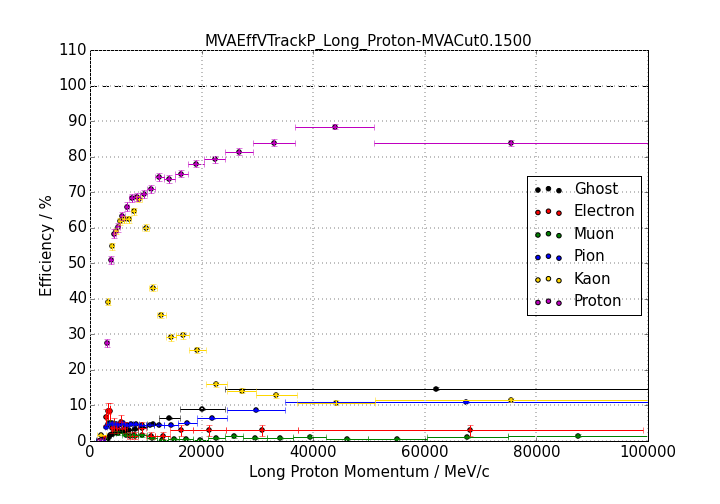 MVAEffVTrackP_Long_Proton-MVACut0.1500
110
100
90
80
70
60
50
40
30
20
10
0
Efficiency / %
Ghost
Electron
Muon
Pion
Kaon
Proton
0 20000 40000 60000 80000 100000
Long Proton Momentum / MeV/c